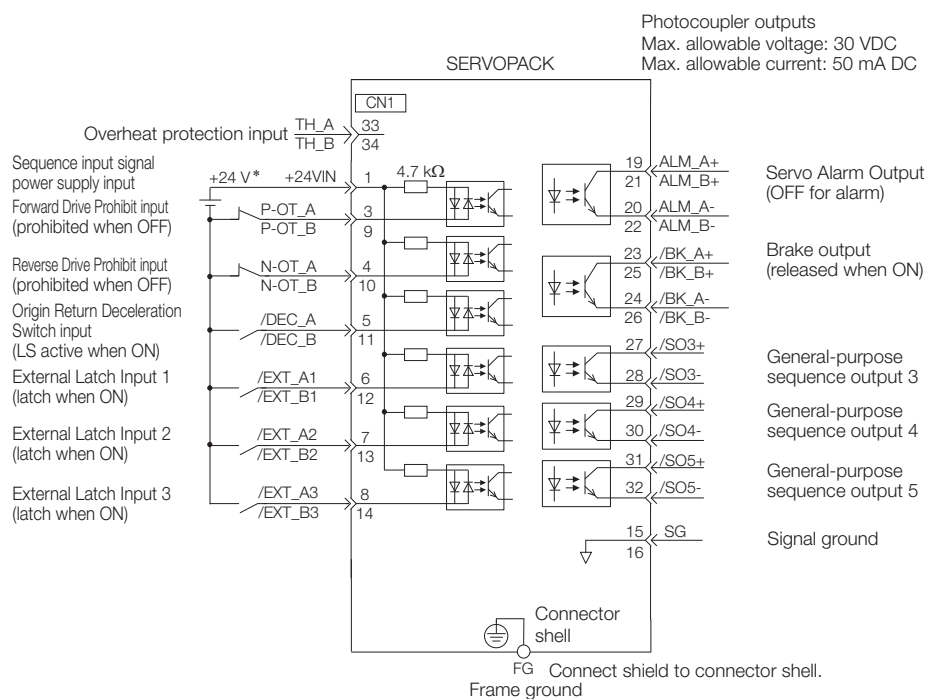 Photocoupler outputs
Max. allowable voltage: 30 VDC
Max. allowable current: 50 mA DC
SERVOPACK
CN1
Overheat protection input
TH_A
TH_B
33
34
Sequence input signal
power supply input
+24 V*
+24VIN
1
4.7 kΩ
Forward Drive Prohibit input
(prohibited when OFF)
P-OT_A
P-OT_B
3
9
Reverse Drive Prohibit input
(prohibited when OFF)
N-OT_A
N-OT_B
4
10
Origin Return Deceleration
Switch input
(LS active when ON)
/DEC_A
/DEC_B
5
11
External Latch Input 1
(latch when ON)
/EXT_A1
/EXT_B1
6
12
External Latch Input 2
(latch when ON)
/EXT_A2
/EXT_B2
7
13
External Latch Input 3
(latch when ON)
/EXT_A3
/EXT_B3
8
14
19 ALM_A+
21 ALM_B+
20 ALM_A-
22 ALM_B-
Servo Alarm Output
(OFF for alarm)
23 /BK_A+
25 /BK_B+
24 /BK_A-
26 /BK_B-
Brake output
(released when ON)
27 /SO3+
28 /SO3-
General-purpose
sequence output 3
29 /SO4+
30 /SO4-
General-purpose
sequence output 4
31 /SO5+
32 /SO5-
General-purpose
sequence output 5
15 SG
16
Signal ground
Connector
shell
FG
Connect shield to connector shell.
Frame ground